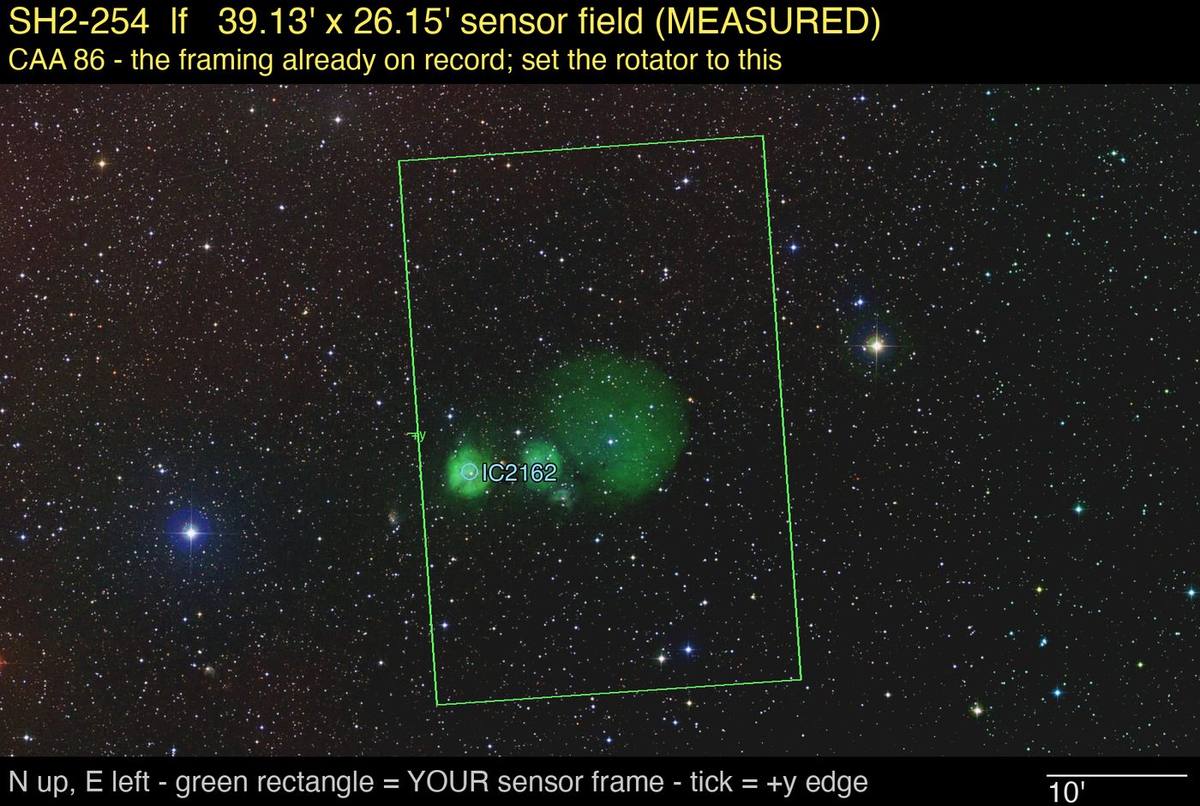 SH2-254 lf 39.13' x 26.15' sensor field (MEASURED)
CAA 86 - the framing already on record; set the rotator to this
+y
IC2162
N up, E left - green rectangle = YOUR sensor frame - tick = +y edge
10'